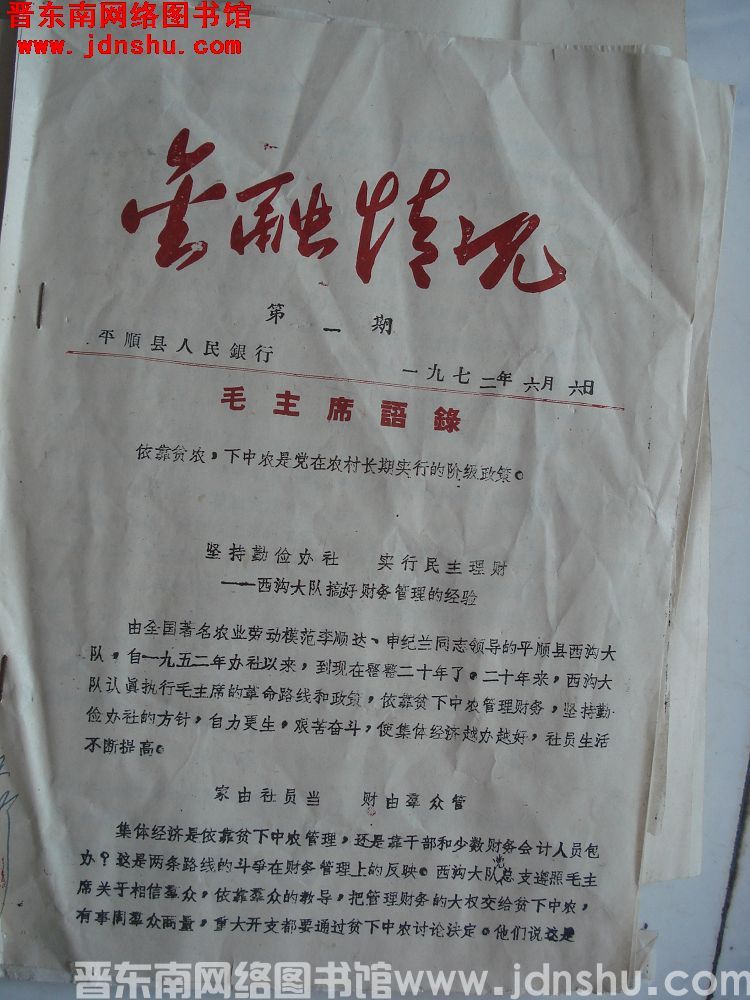 晋东南网络图书馆
www.jdnshu.com
金融情况
第一期
平順县人民銀行 一九七二年六月六日
毛主席語錄
依靠贫农，下中农是党在农村长期实行的阶级政策。
坚持勤俭办社 实行民主理财
——西沟大队搞好财务管理的经验
由全国著名农业劳动模范李顺达、申纪兰同志领导的平顺县西沟大
队，自一九五二年办社以来，到现在整整二十年了。二十年来，西沟大
队认真执行毛主席的革命路线和政策，依靠贫下中农管理财务，坚持勤
俭办社的方针，自力更生，艰苦奋斗，使集体经济越办越好，社员生活
不断提高。
家由社员当 财由羣众管
集体经济是依靠贫下中农管理，还是靠干部和少数财务会计人员包
办？这是两条路线的斗争在财务管理上的反映。西沟大队党总支遵照毛主
席关于相信羣众，依靠羣众的教导，把管理财务的大权交给贫下中农，
有事同羣众商量，重大开支都要通过贫下中农讨论决定。他们说这是
晋东南网络图书馆www.jdnshu.com